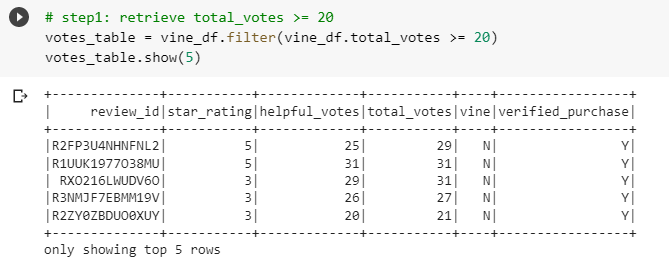 # step1: retrieve total_votes >= 20
votes_table = vine_df.filter(vine_df.total_votes >= 20)
votes_table.show(5)
+--------------+-----------+-------------+-----------+----+-----------------+
|     review_id|star_rating|helpful_votes|total_votes|vine|verified_purchase|
+--------------+-----------+-------------+-----------+----+-----------------+
|R2FP3U4NHNFNL2|          5|           25|         29|   N|                Y|
|R1UUK1977O38MU|          5|           31|         31|   N|                Y|
| RXO216LWUDV6O|          3|           29|         31|   N|                Y|
|R3NMJF7EBMM19V|          3|           26|         27|   N|                Y|
|R2ZY0ZBDUO0XUY|          3|           20|         21|   N|                Y|
+--------------+-----------+-------------+-----------+----+-----------------+
only showing top 5 rows